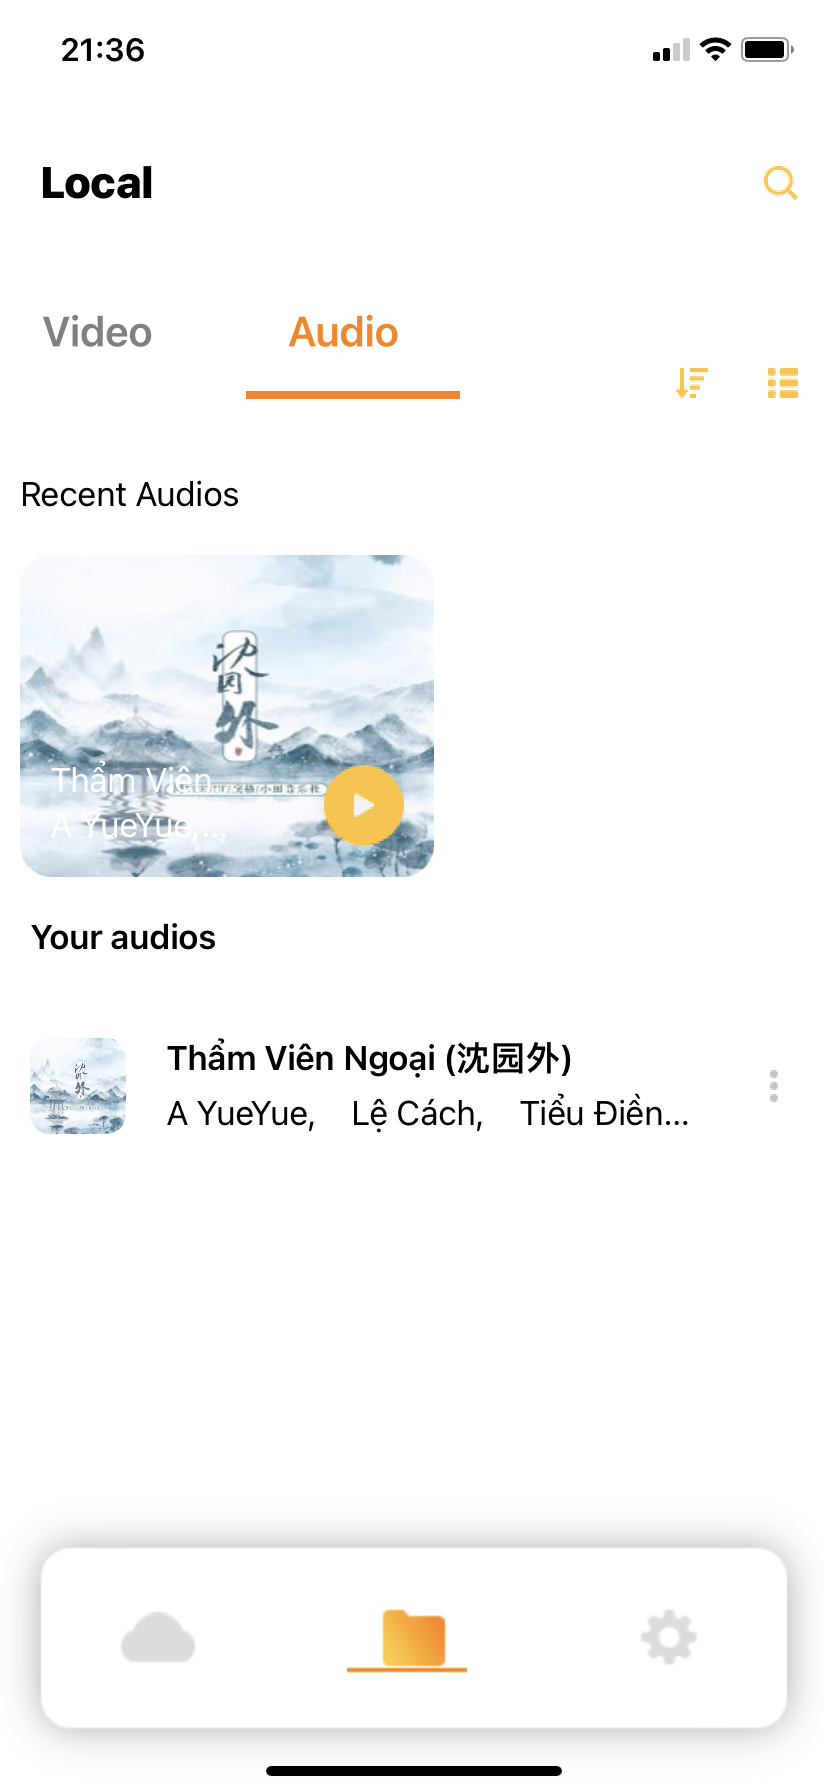 21:36
Local
Video
Audio
Recent Audios
沈园外
Thẩm Viên
A YueYue,...
Your audios
Thẩm Viên Ngoại (沈园外)
A YueYue, Lệ Cách, Tiểu Điền...